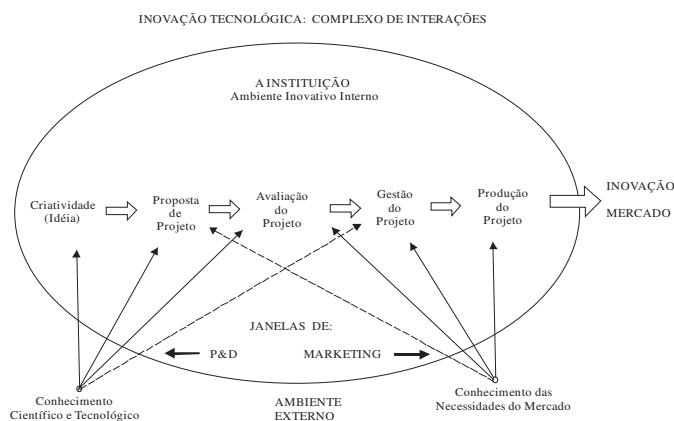 INOVAÇÃO TECNOLÓGICA: COMPLEXO DE INTERAÇÕES
A INSTITUIÇÃO
Ambiente Inovativo Interno
Criatividade
(Idéia)
Proposta
de
Projeto
Avaliação
do
Projeto
Gestão
do
Projeto
Produção
do
Projeto
INOVAÇÃO
MERCADO
JANELAS DE:
P&D
MARKETING
Conhecimento
Científico e Tecnológico
AMBIENTE
EXTERNO
Conhecimento das
Necessidades do Mercado